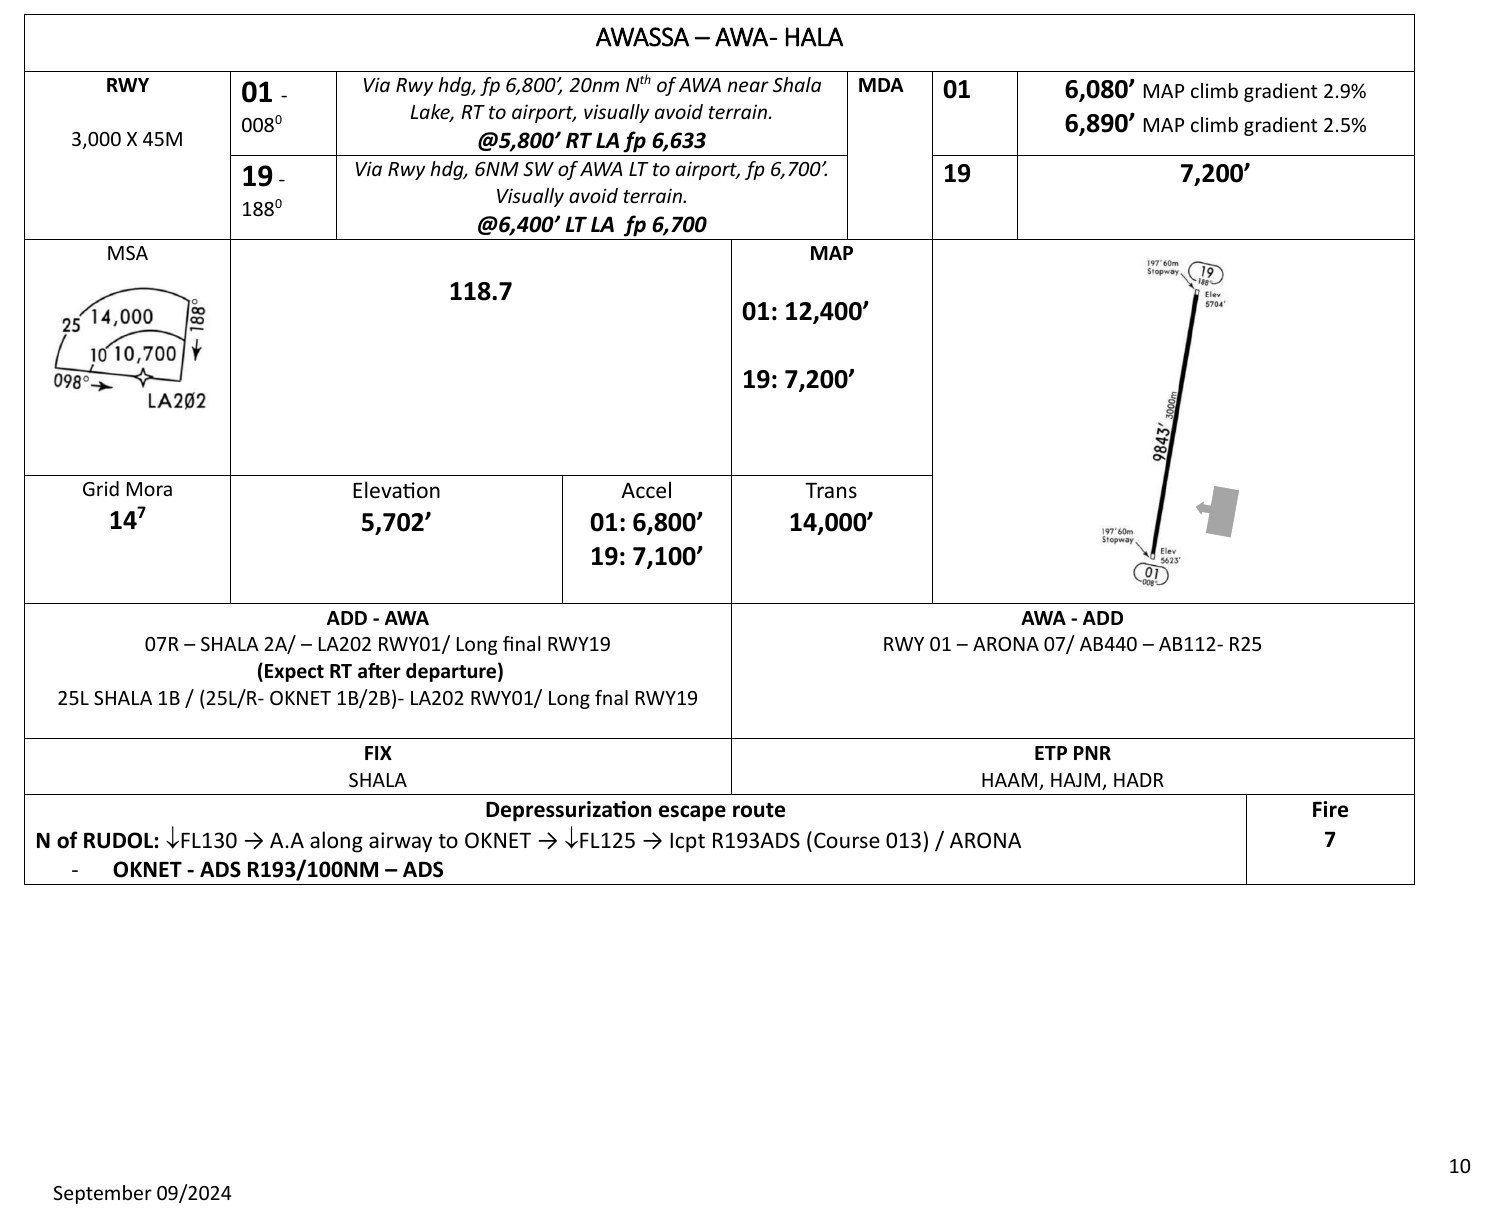 AWASSA – AWA- HALA
RWY
3,000 X 45M
01 -
008⁰
Via Rwy hdg, fp 6,800’, 20nm Nᵗʰ of AWA near Shala
Lake, RT to airport, visually avoid terrain.
@5,800’ RT LA fp 6,633
19 -
188⁰
Via Rwy hdg, 6NM SW of AWA LT to airport, fp 6,700’.
Visually avoid terrain.
@6,400’ LT LA fp 6,700
MDA
01
6,080’ MAP climb gradient 2.9%
6,890’ MAP climb gradient 2.5%
19
7,200’
MSA
25 14,000
188°
10 10,700
098°
LA2Ø2
118.7
MAP
01: 12,400’
19: 7,200’
197' 60m
Stopway
19
188°
Elev
5704'
9843' 3000m
197' 60m
Stopway
Elev
5623'
01
008°
Grid Mora
14⁷
Elevation
5,702’
Accel
01: 6,800’
19: 7,100’
Trans
14,000’
ADD - AWA
07R – SHALA 2A/ – LA202 RWY01/ Long final RWY19
(Expect RT after departure)
25L SHALA 1B / (25L/R- OKNET 1B/2B)- LA202 RWY01/ Long fnal RWY19
AWA - ADD
RWY 01 – ARONA 07/ AB440 – AB112- R25
FIX
SHALA
ETP PNR
HAAM, HAJM, HADR
Depressurization escape route
N of RUDOL: ↓FL130 → A.A along airway to OKNET → ↓FL125 → Icpt R193ADS (Course 013) / ARONA
- OKNET - ADS R193/100NM – ADS
Fire
7
10
September 09/2024